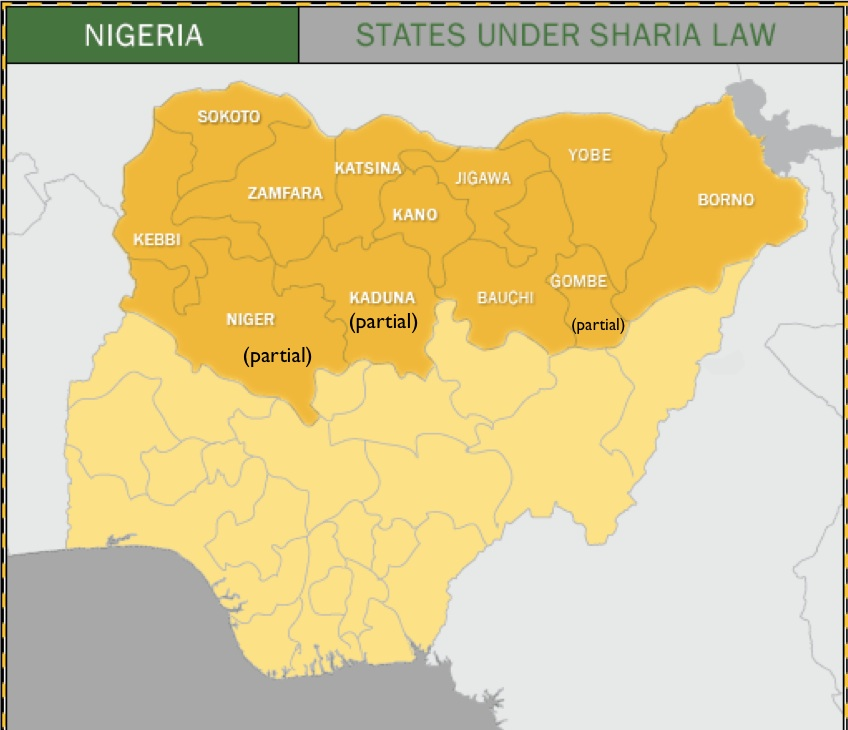 NIGERIA
STATES UNDER SHARIA LAW
SOKOTO
YOBE
KATSINA
JIGAWA
ZAMFARA
BORNO
KANO
KEBBI
GOMBE
KADUNA
BAUCHI
(partial)
NIGER
(partial)
(partial)